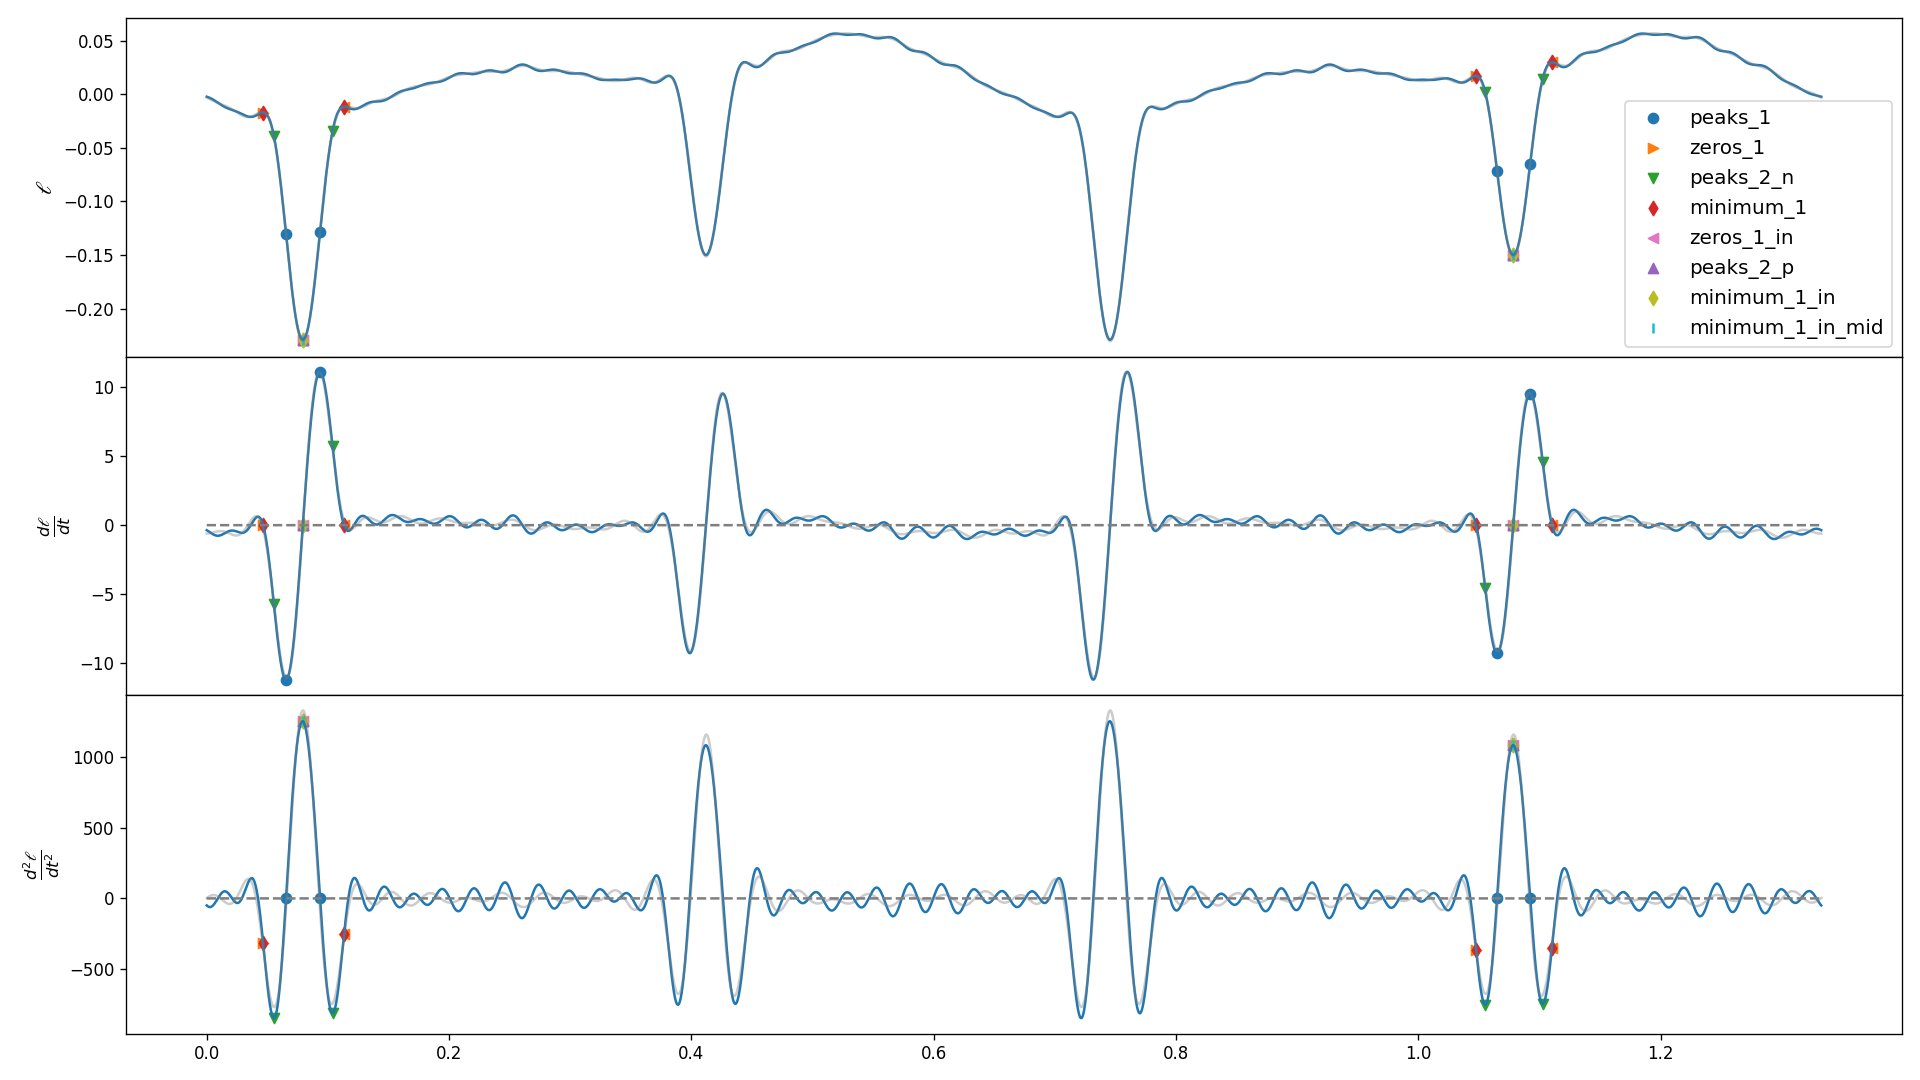 0.05
0.00
−0.05
−0.10
−0.15
−0.20
ℓ
peaks_1
zeros_1
peaks_2_n
minimum_1
zeros_1_in
peaks_2_p
minimum_1_in
minimum_1_in_mid
10
5
0
−5
−10
dℓ
dt
1000
500
0
−500
d²ℓ
dt²
0.0 0.2 0.4 0.6 0.8 1.0 1.2